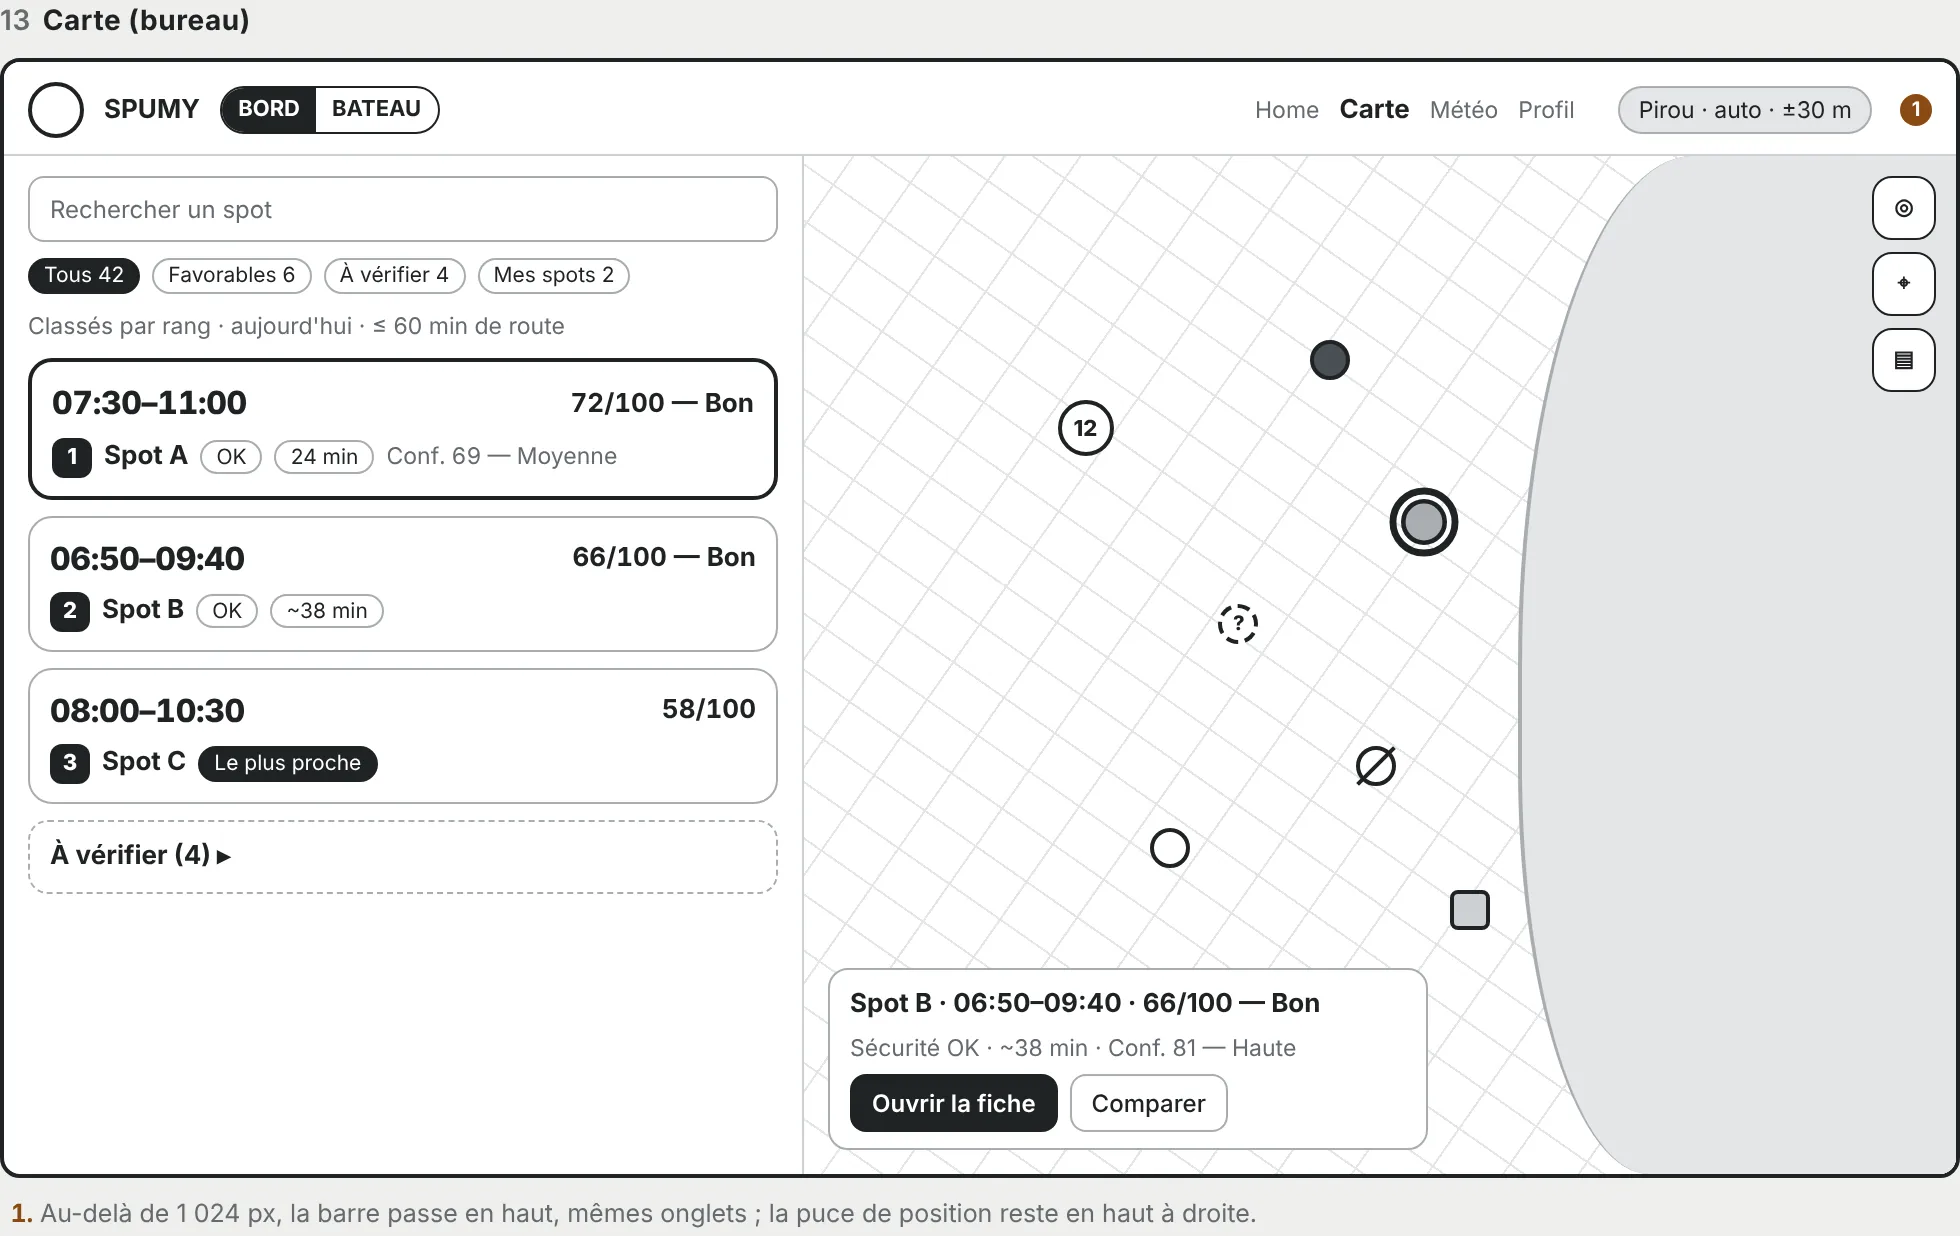 13 Carte (bureau)
SPUMY BORD BATEAU Home Carte Météo Profil Pirou · auto · ±30 m 1
Rechercher un spot
Tous 42 Favorables 6 À vérifier 4 Mes spots 2
Classés par rang · aujourd'hui · ≤ 60 min de route
07:30–11:00 72/100 — Bon
1 Spot A OK 24 min Conf. 69 — Moyenne
06:50–09:40 66/100 — Bon
2 Spot B OK ~38 min
08:00–10:30 58/100
3 Spot C Le plus proche
À vérifier (4) ▸
12
?
Spot B · 06:50–09:40 · 66/100 — Bon
Sécurité OK · ~38 min · Conf. 81 — Haute
Ouvrir la fiche Comparer
1. Au-delà de 1 024 px, la barre passe en haut, mêmes onglets ; la puce de position reste en haut à droite.